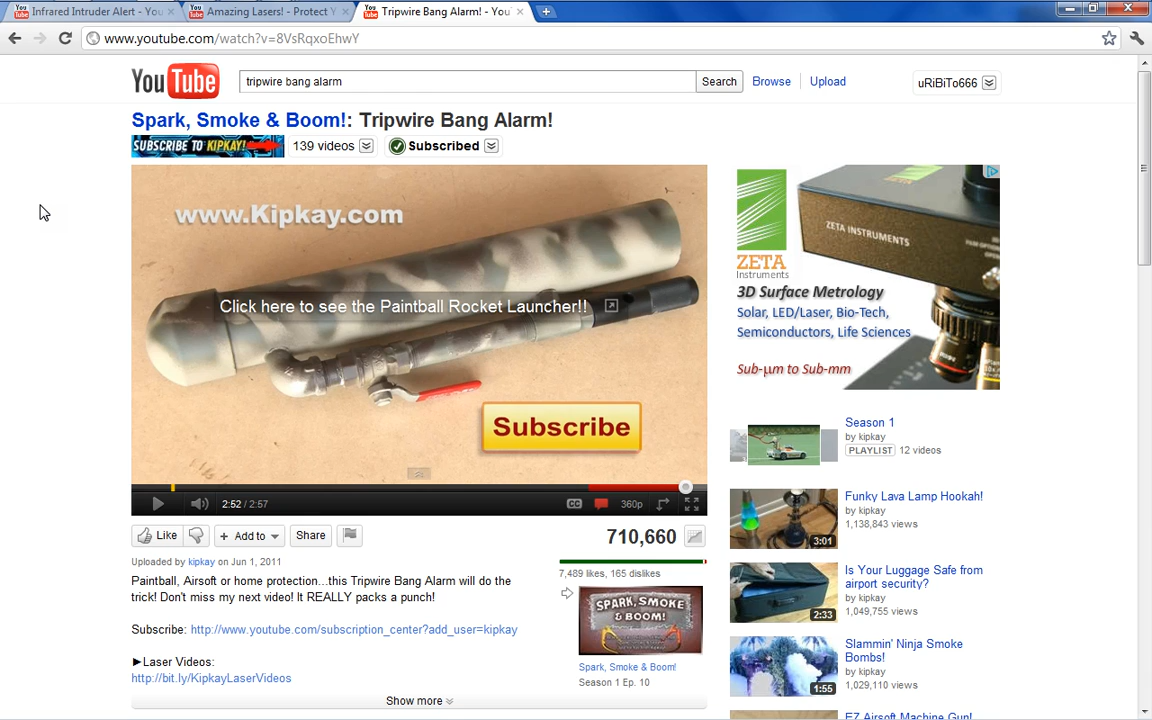 Infrared Intruder Alert - You
Amazing Lasers! - Protect Y
Tripwire Bang Alarm! - You
www.youtube.com/watch?v=8VsRqxoEhwY
YouTube
tripwire bang alarm
Search
Browse
Upload
uRiBiTo666
Spark, Smoke & Boom!: Tripwire Bang Alarm!
SUBSCRIBE TO KIPKAY!
139 videos
Subscribed
www.Kipkay.com
Click here to see the Paintball Rocket Launcher!!
Subscribe
2:52 / 2:57
CC
360p
Like
+ Add to
Share
710,660
Uploaded by kipkay on Jun 1, 2011
7,489 likes, 165 dislikes
Paintball, Airsoft or home protection...this Tripwire Bang Alarm will do the
trick! Don't miss my next video! It REALLY packs a punch!
Subscribe: http://www.youtube.com/subscription_center?add_user=kipkay
►Laser Videos:
http://bit.ly/KipkayLaserVideos
Show more
SPARK, SMOKE
& BOOM!
Spark, Smoke & Boom!
Season 1 Ep. 10
ZETA INSTRUMENTS
ZETA
Instruments
3D Surface Metrology
Solar, LED/Laser, Bio-Tech,
Semiconductors, Life Sciences
Sub-µm to Sub-mm
Season 1
by kipkay
PLAYLIST 12 videos
Funky Lava Lamp Hookah!
by kipkay
1,138,843 views
3:01
Is Your Luggage Safe from
airport security?
by kipkay
1,049,755 views
2:33
Slammin' Ninja Smoke
Bombs!
by kipkay
1,029,110 views
1:55
EZ Airsoft Machine Gun!